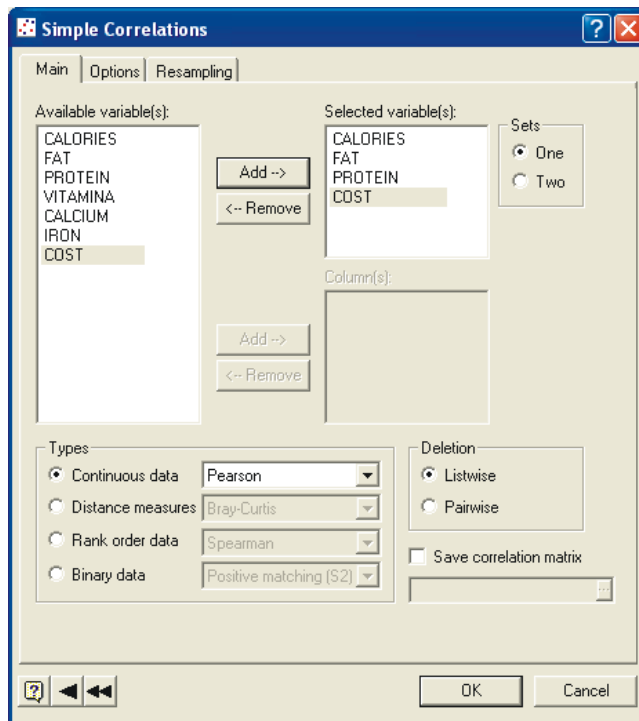 Simple Correlations
Main Options Resampling
Available variable(s):
CALORIES
FAT
PROTEIN
VITAMINA
CALCIUM
IRON
COST
Add -->
<-- Remove
Selected variable(s):
CALORIES
FAT
PROTEIN
COST
Sets
One
Two
Column(s):
Add -->
<-- Remove
Types
Continuous data Pearson
Distance measures Bray-Curtis
Rank order data Spearman
Binary data Positive matching (S2)
Deletion
Listwise
Pairwise
Save correlation matrix
...
OK Cancel